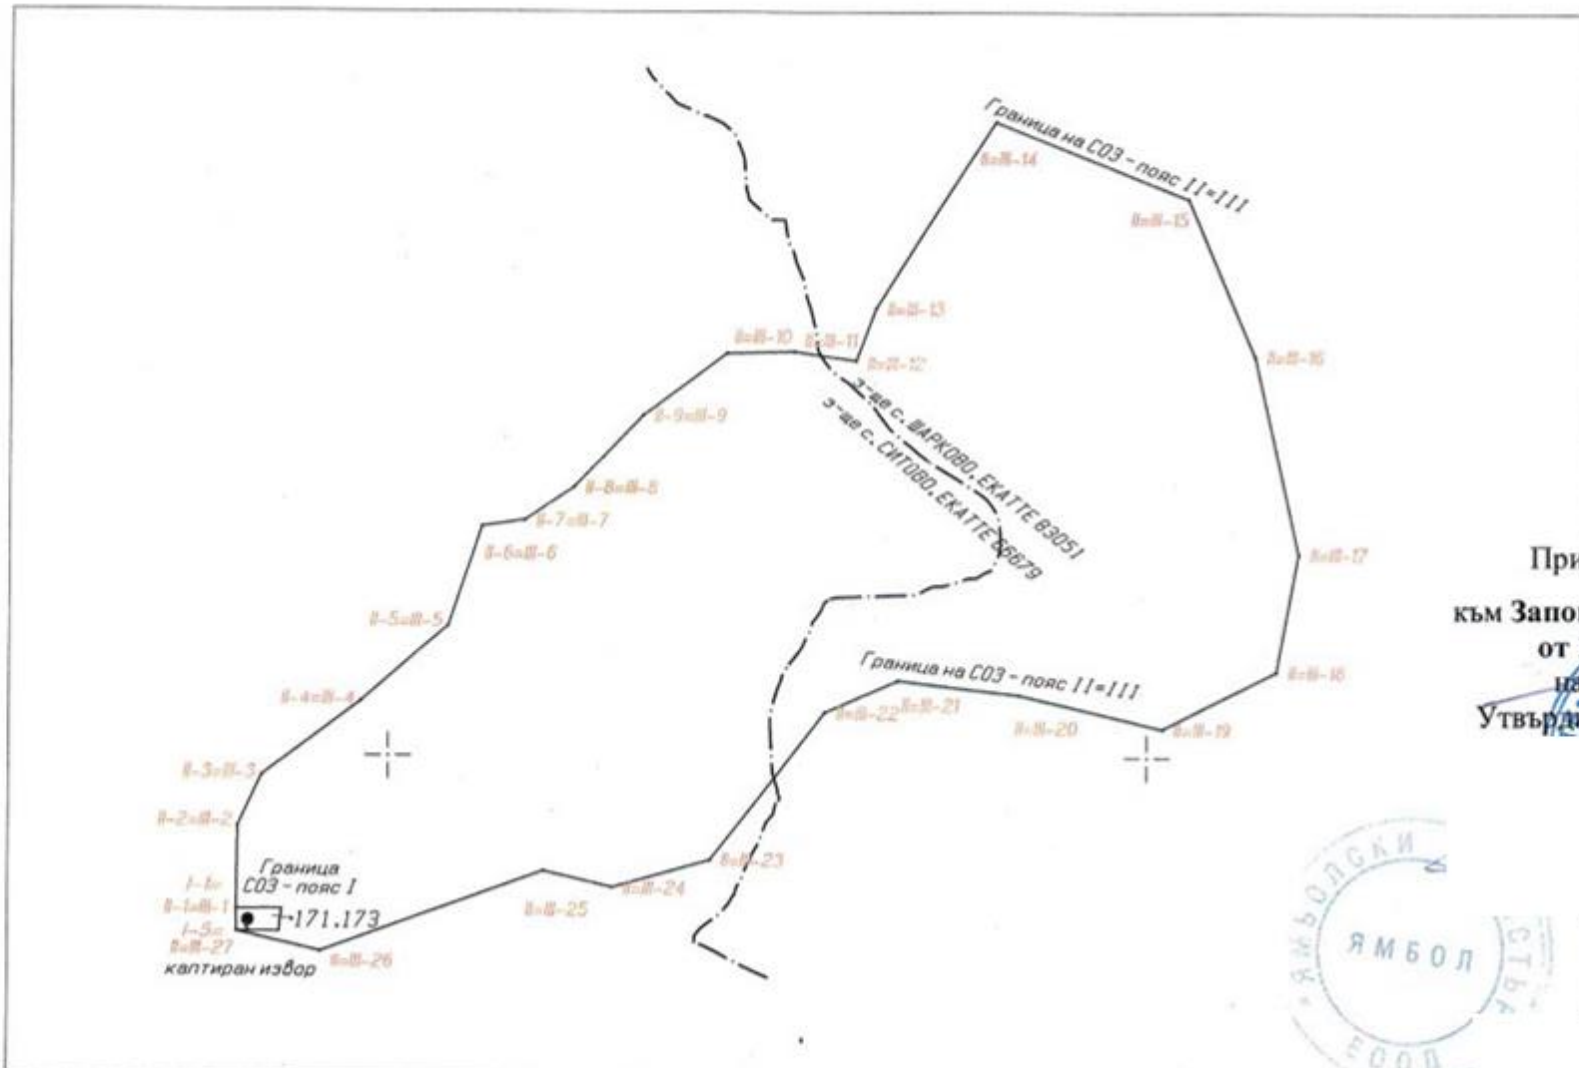 Граница на СОЗ - пояс II=III
II=III-14
II=III-15
II=III-13
II=III-10
II=III-11
II=III-12
II=III-16
з-ще с. ШАРКОВО, ЕКАТТЕ 83051
з-ще с. СИТОВО, ЕКАТТЕ 66679
II-9=III-9
II-8=III-8
II-7=III-7
II-6=III-6
II=III-17
При
към Запо
от
на
Утвърди
II-5=III-5
Граница на СОЗ - пояс II=III
II=III-18
II-4=III-4
II=III-21
II=III-22
II=III-20
II=III-19
II-3=III-3
II-2=III-2
II=III-23
Граница
СОЗ - пояс I
I-1=
II-1=III-1
171.173
I-5=
II=III-27
II=III-24
II=III-25
II=III-26
каптиран извор
ЯМБОЛСКИ
ЯМБОЛ